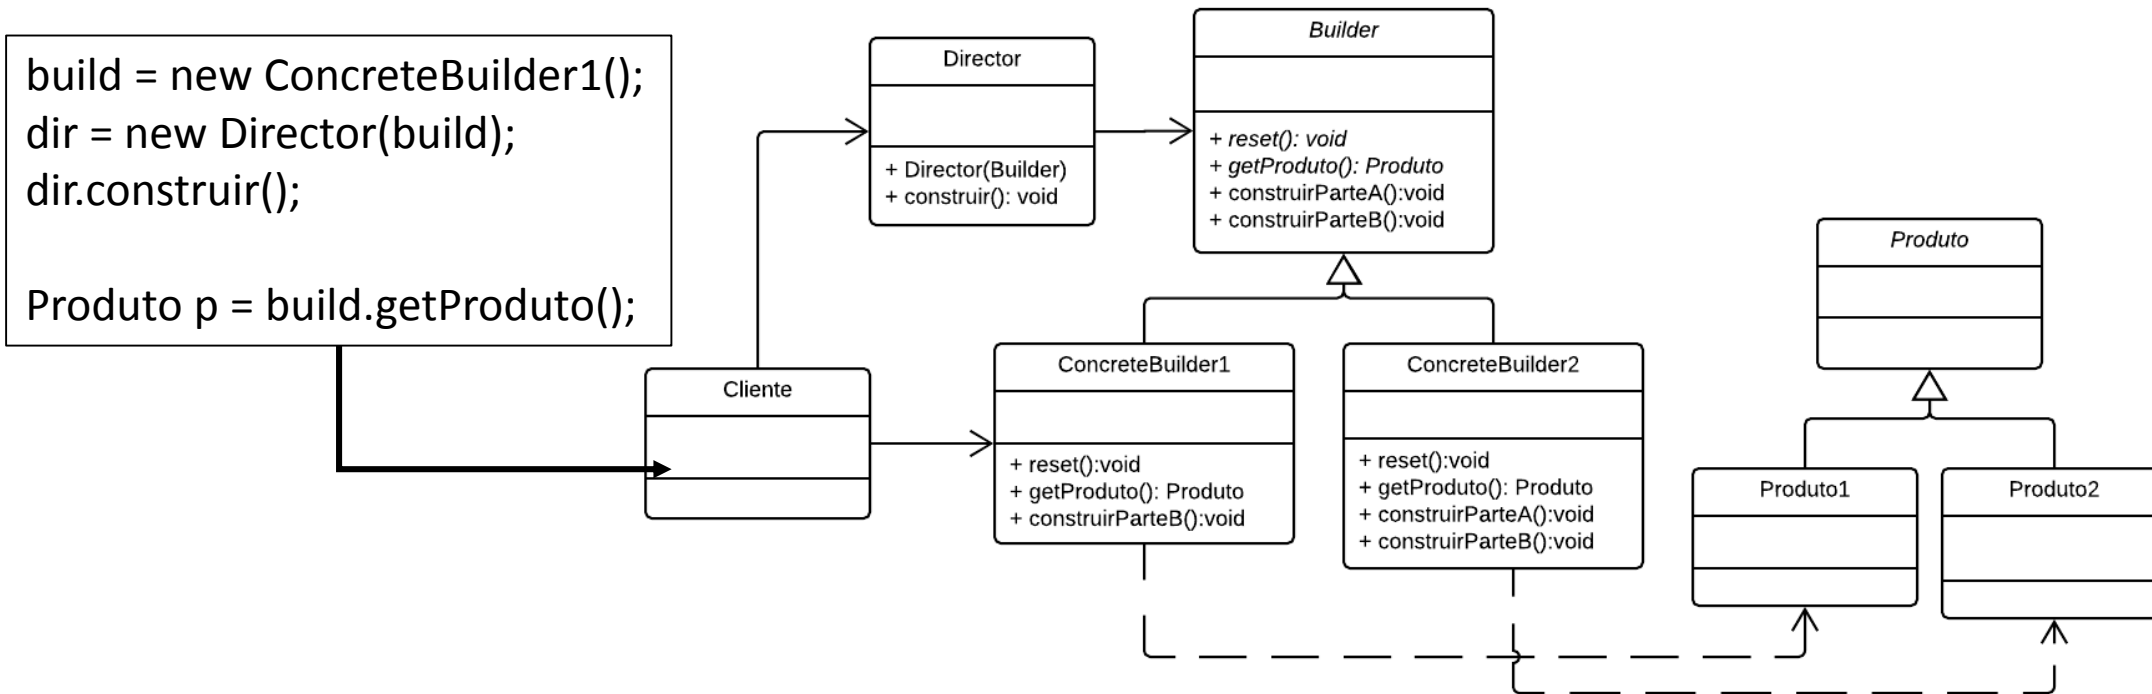 build = new ConcreteBuilder1();
dir = new Director(build);
dir.construir();
Produto p = build.getProduto();
Director
+ Director(Builder)
+ construir(): void
Builder
+ reset(): void
+ getProduto(): Produto
+ construirParteA():void
+ construirParteB():void
Produto
Cliente
ConcreteBuilder1
+ reset():void
+ getProduto(): Produto
+ construirParteB():void
ConcreteBuilder2
+ reset():void
+ getProduto(): Produto
+ construirParteA():void
+ construirParteB():void
Produto1
Produto2